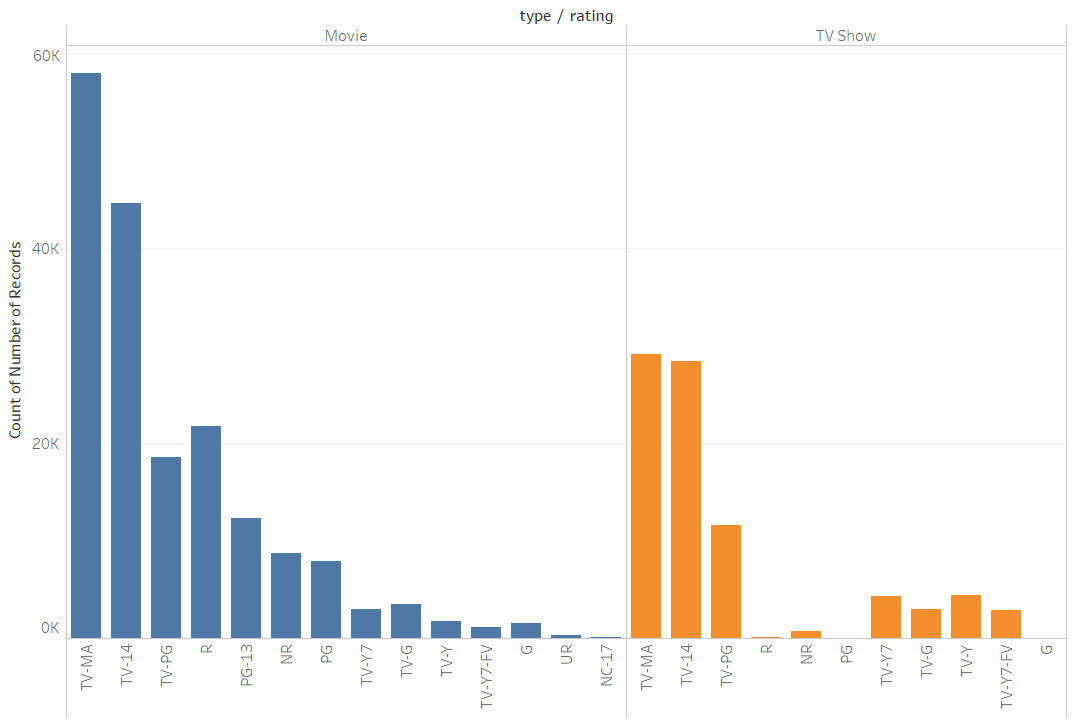 type / rating
Movie
TV Show
60K
40K
20K
0K
Count of Number of Records
TV-MA
TV-14
TV-PG
R
PG-13
NR
PG
TV-Y7
TV-G
TV-Y
TV-Y7-FV
G
UR
NC-17
TV-MA
TV-14
TV-PG
R
NR
PG
TV-Y7
TV-G
TV-Y
TV-Y7-FV
G